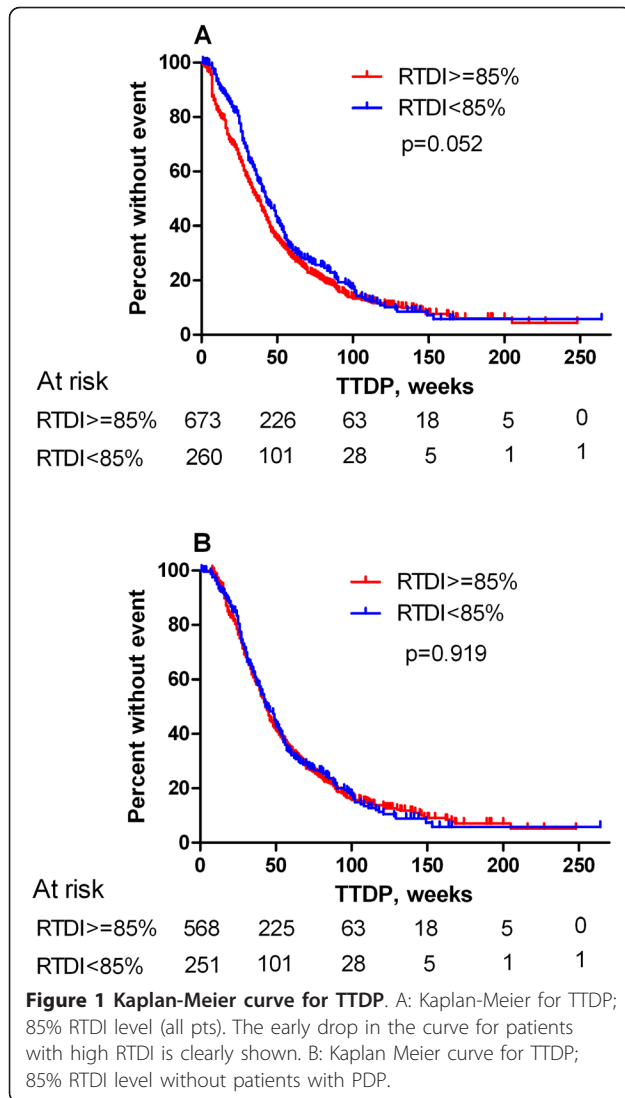 A
Percent without event
100
80
60
40
20
0
RTDI>=85%
RTDI<85%
p=0.052
0 50 100 150 200 250
TTDP, weeks
At risk
RTDI>=85% 673 226 63 18 5 0
RTDI<85% 260 101 28 5 1 1
B
Percent without event
100
80
60
40
20
0
RTDI>=85%
RTDI<85%
p=0.919
0 50 100 150 200 250
TTDP, weeks
At risk
RTDI>=85% 568 225 63 18 5 0
RTDI<85% 251 101 28 5 1 1
Figure 1 Kaplan-Meier curve for TTDP. A: Kaplan-Meier for TTDP;
85% RTDI level (all pts). The early drop in the curve for patients
with high RTDI is clearly shown. B: Kaplan Meier curve for TTDP;
85% RTDI level without patients with PDP.